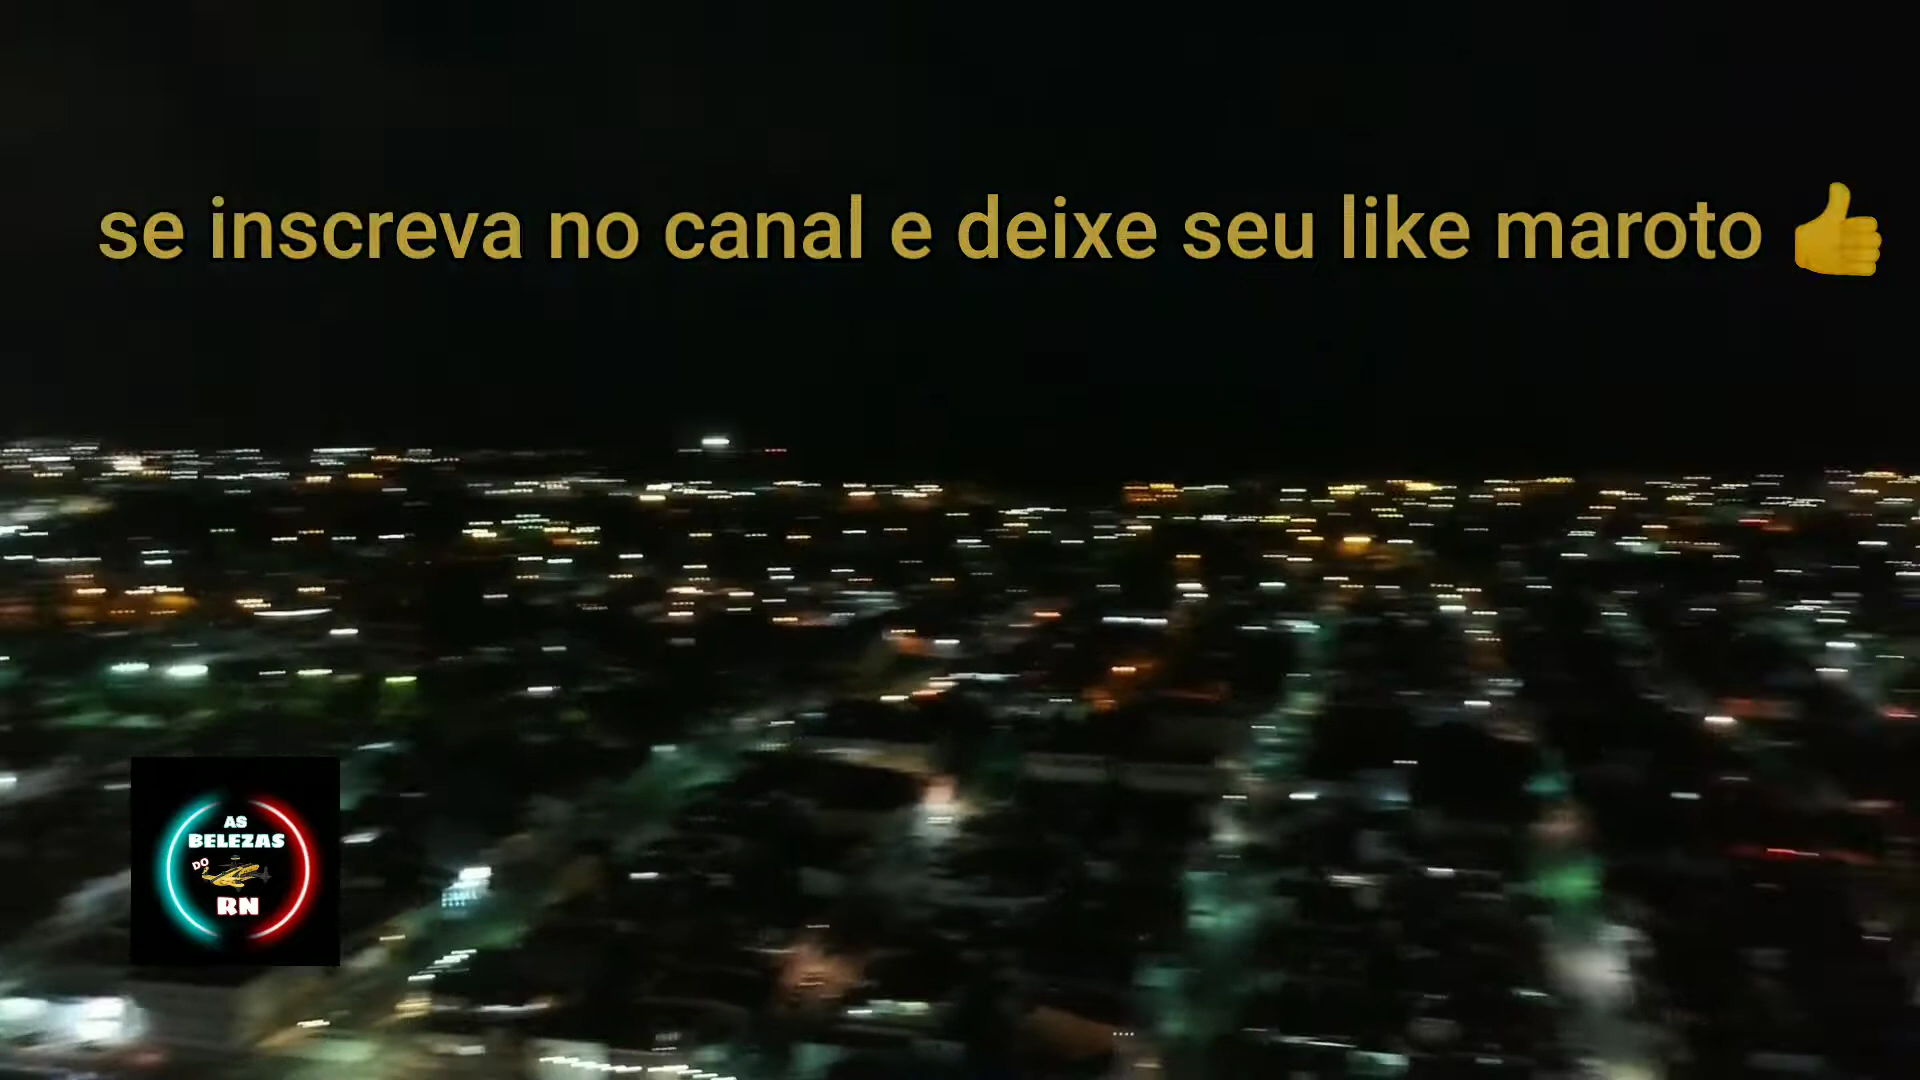 se inscreva no canal e deixe seu like maroto 👍
AS
BELEZAS
DO
RN